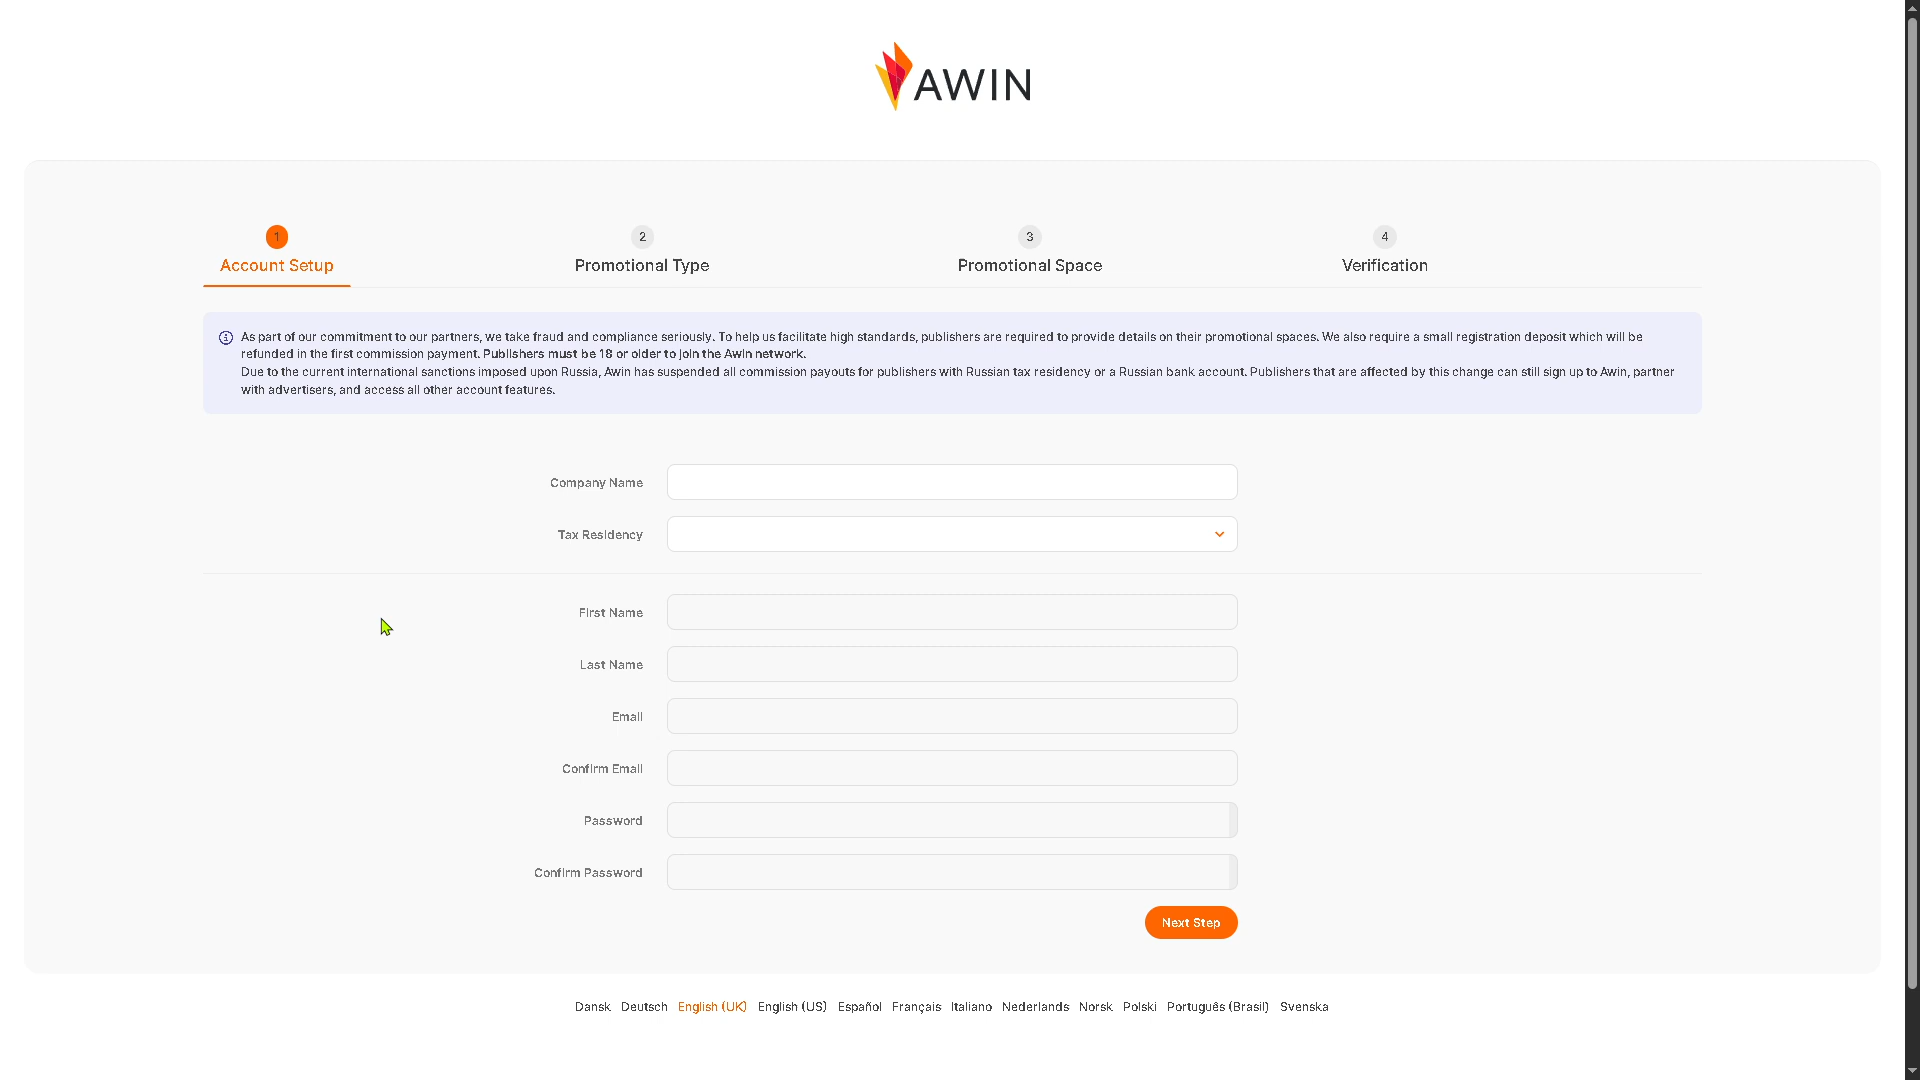 AWIN
1
Account Setup
2
Promotional Type
3
Promotional Space
4
Verification
As part of our commitment to our partners, we take fraud and compliance seriously. To help us facilitate high standards, publishers are required to provide details on their promotional spaces. We also require a small registration deposit which will be
refunded in the first commission payment. Publishers must be 18 or older to join the Awin network.
Due to the current international sanctions imposed upon Russia, Awin has suspended all commission payouts for publishers with Russian tax residency or a Russian bank account. Publishers that are affected by this change can still sign up to Awin, partner
with advertisers, and access all other account features.
Company Name
Tax Residency
First Name
Last Name
Email
Confirm Email
Password
Confirm Password
Next Step
Dansk Deutsch English (UK) English (US) Español Français Italiano Nederlands Norsk Polski Português (Brasil) Svenska